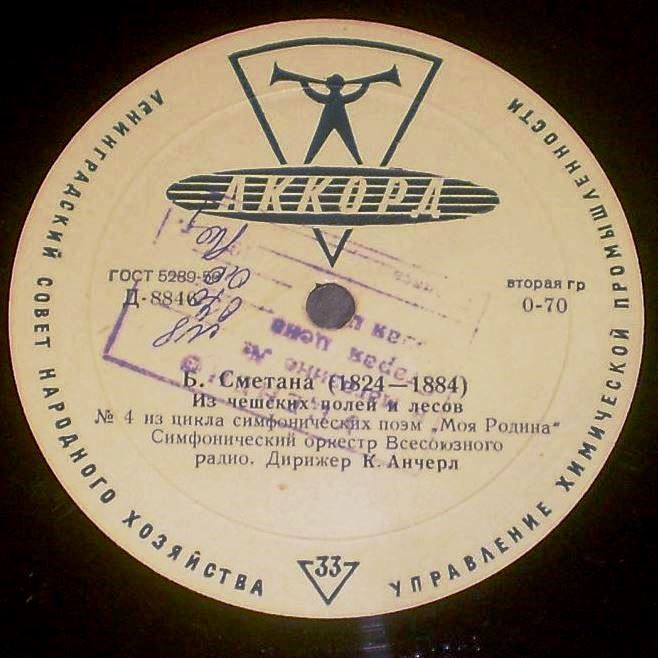 ЛЕНИНГРАДСКИЙ СОВЕТ НАРОДНОГО ХОЗЯЙСТВА
УПРАВЛЕНИЕ ХИМИЧЕСКОЙ ПРОМЫШЛЕННОСТИ
АККОРД
ГОСТ 5289-56
Д-8846
вторая гр
0-70
Б. Сметана (1824—1884)
Из чешских полей и лесов
№ 4 из цикла симфонических поэм „Моя Родина“
Симфонический оркестр Всесоюзного
радио. Дирижер К. Анчерл
33